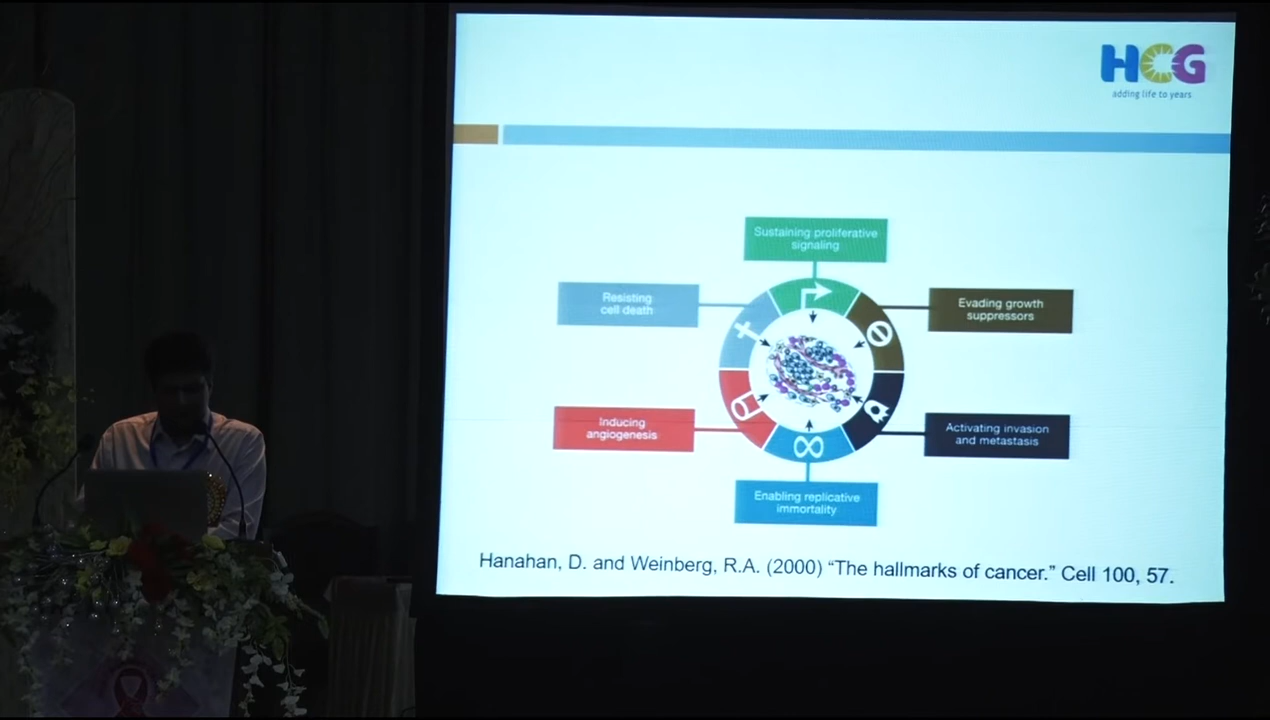 HCG
adding life to years
Sustaining proliferative
signaling
Resisting
cell death
Evading growth
suppressors
Inducing
angiogenesis
Activating invasion
and metastasis
Enabling replicative
immortality
Hanahan, D. and Weinberg, R.A. (2000) “The hallmarks of cancer.” Cell 100, 57.